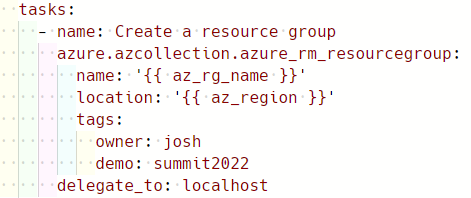 tasks:
- name: Create a resource group
azure.azcollection.azure_rm_resourcegroup:
name: '{{ az_rg_name }}'
location: '{{ az_region }}'
tags:
owner: josh
demo: summit2022
delegate_to: localhost